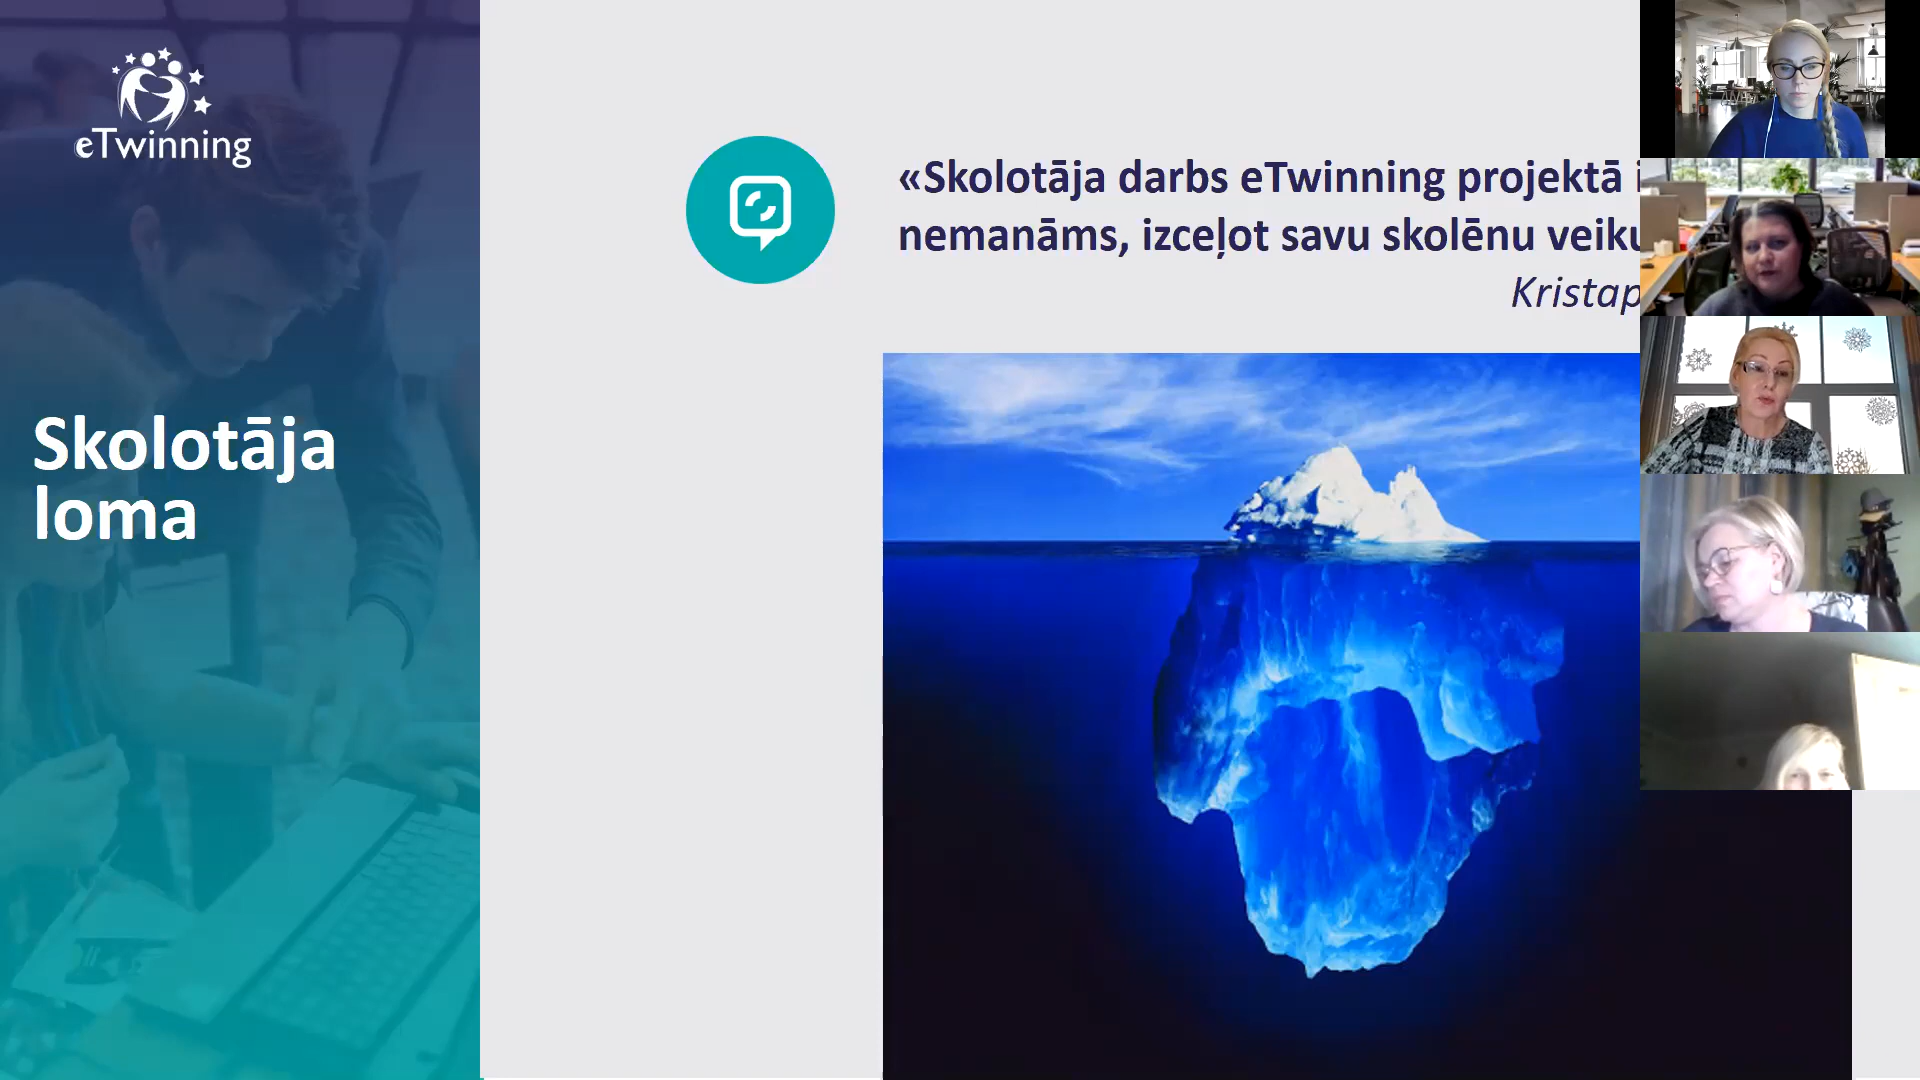 eTwinning
Skolotāja
loma
«Skolotāja darbs eTwinning projektā
nemanāms, izceļot savu skolēnu